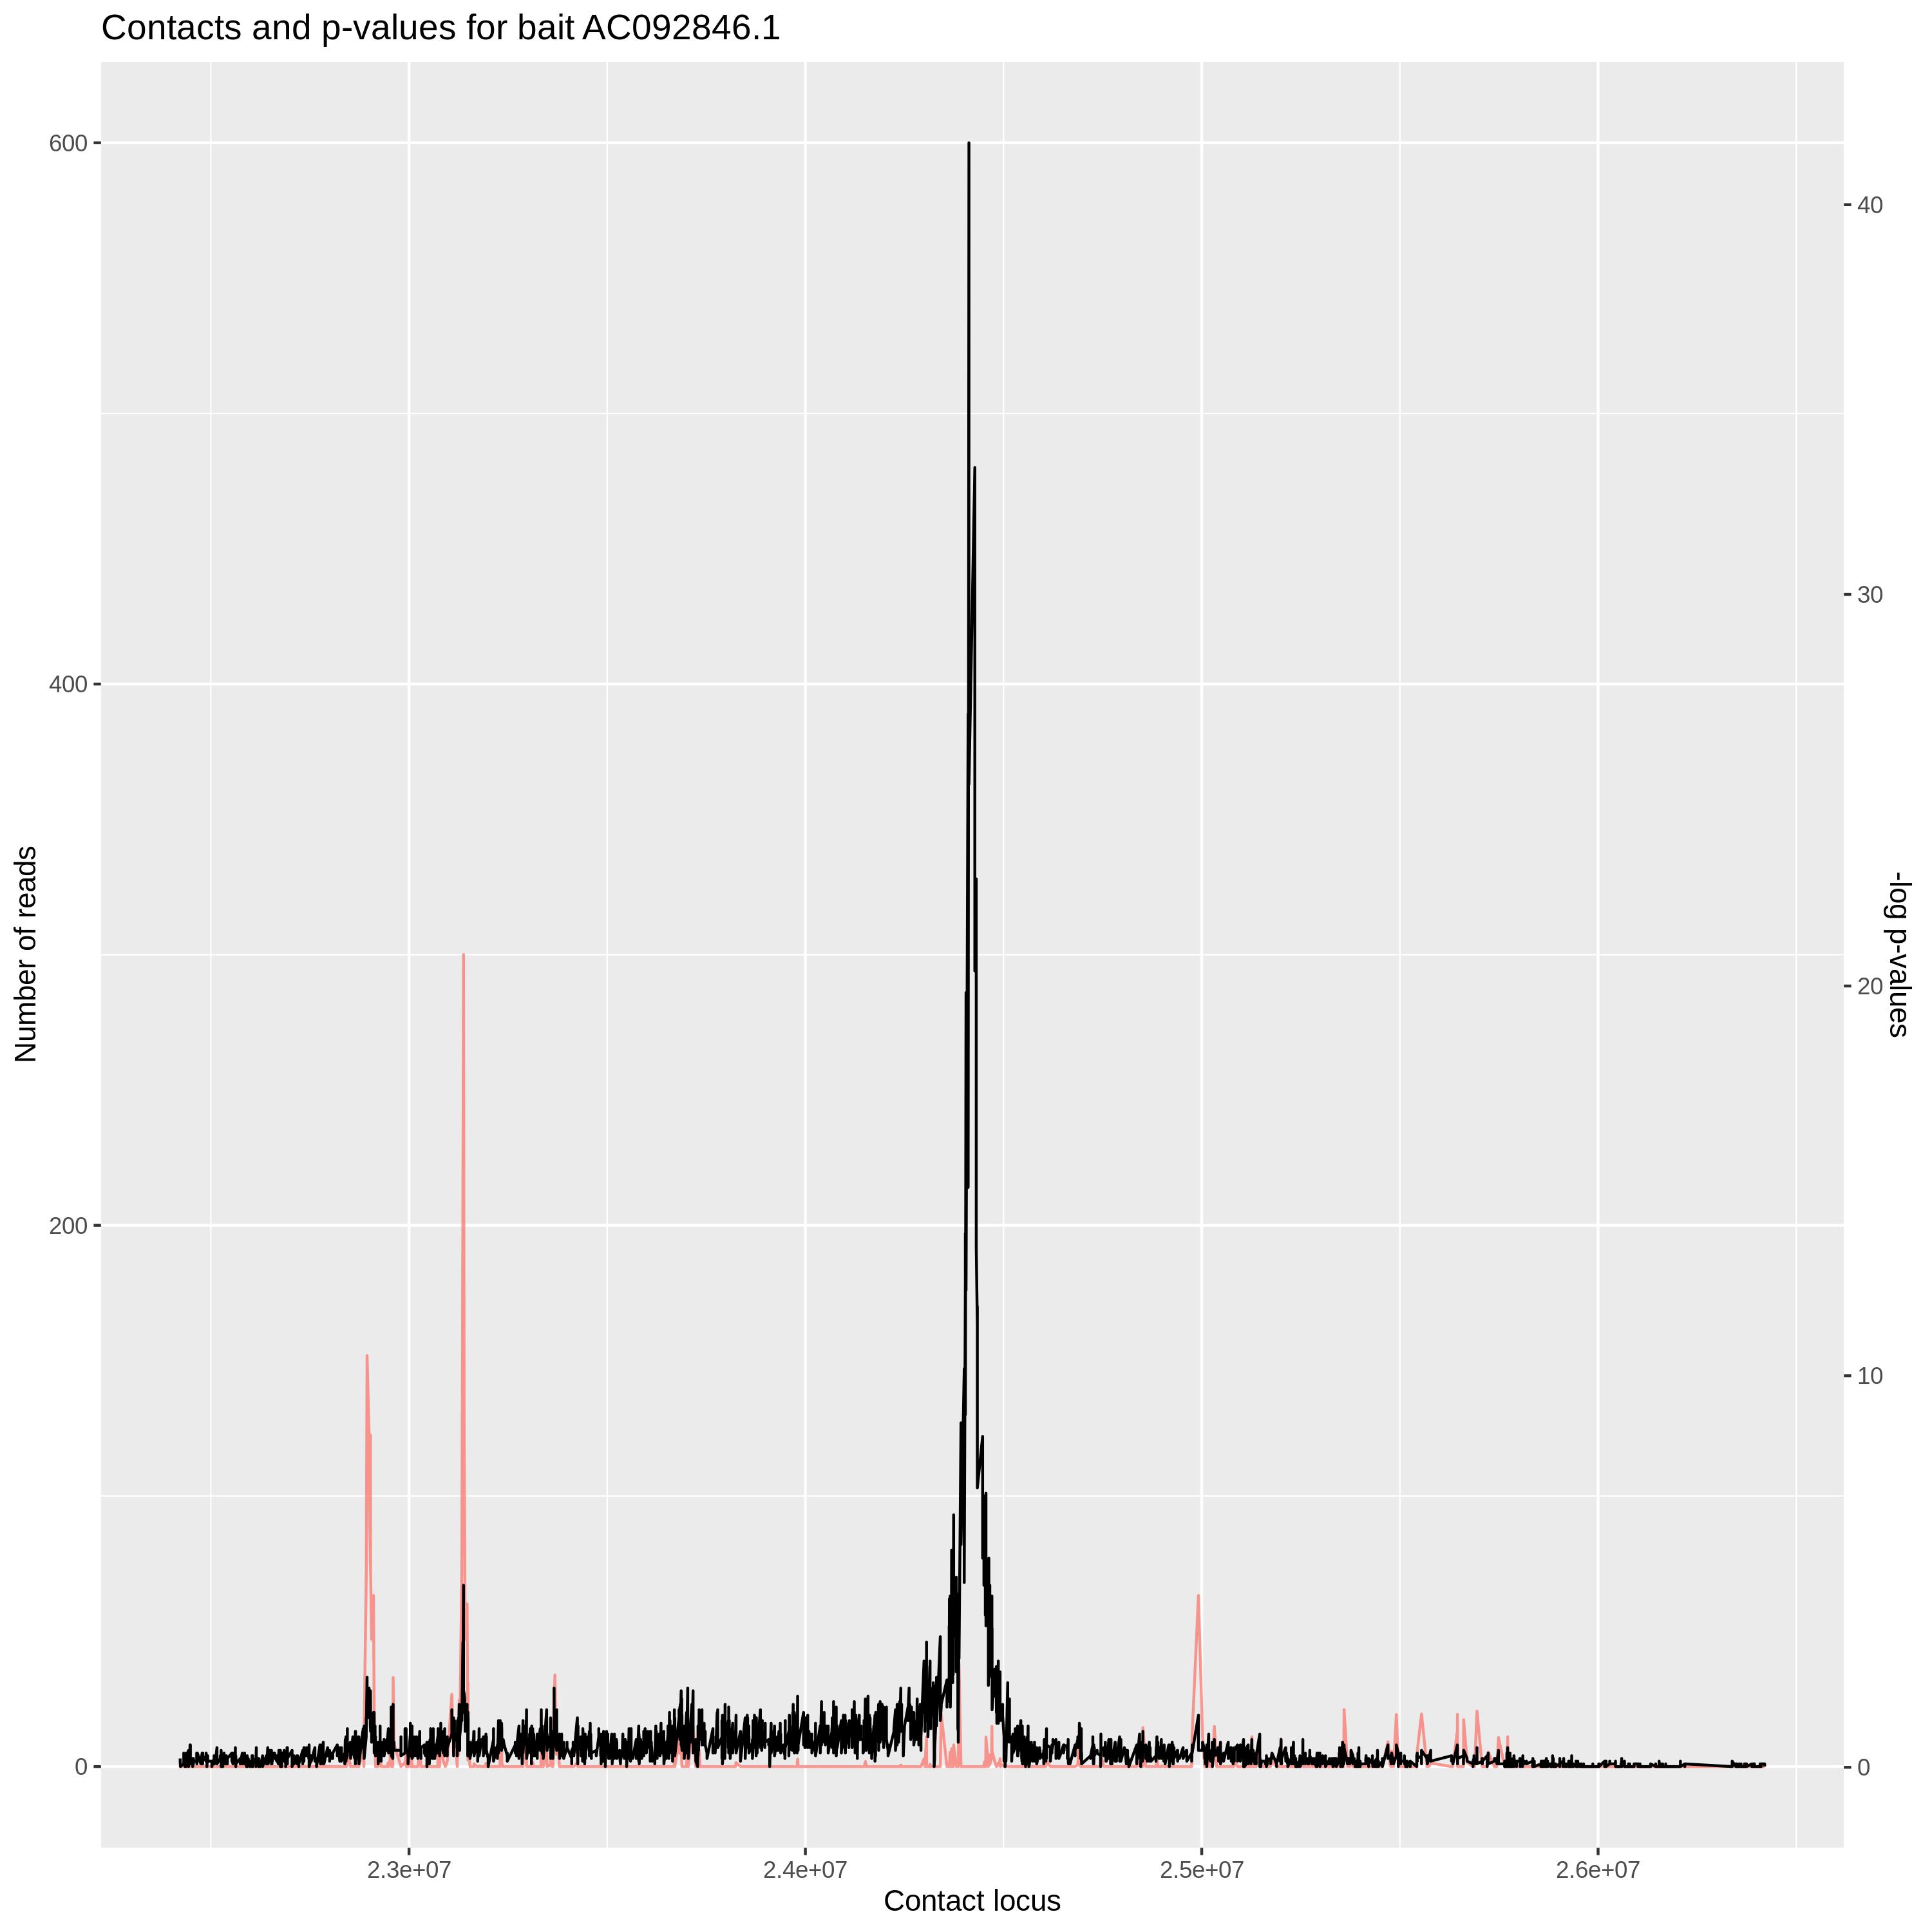 Contacts and p-values for bait AC092846.1
600
400
200
0
Number of reads
40
30
20
10
0
-log p-values
2.3e+07
2.4e+07
2.5e+07
2.6e+07
Contact locus